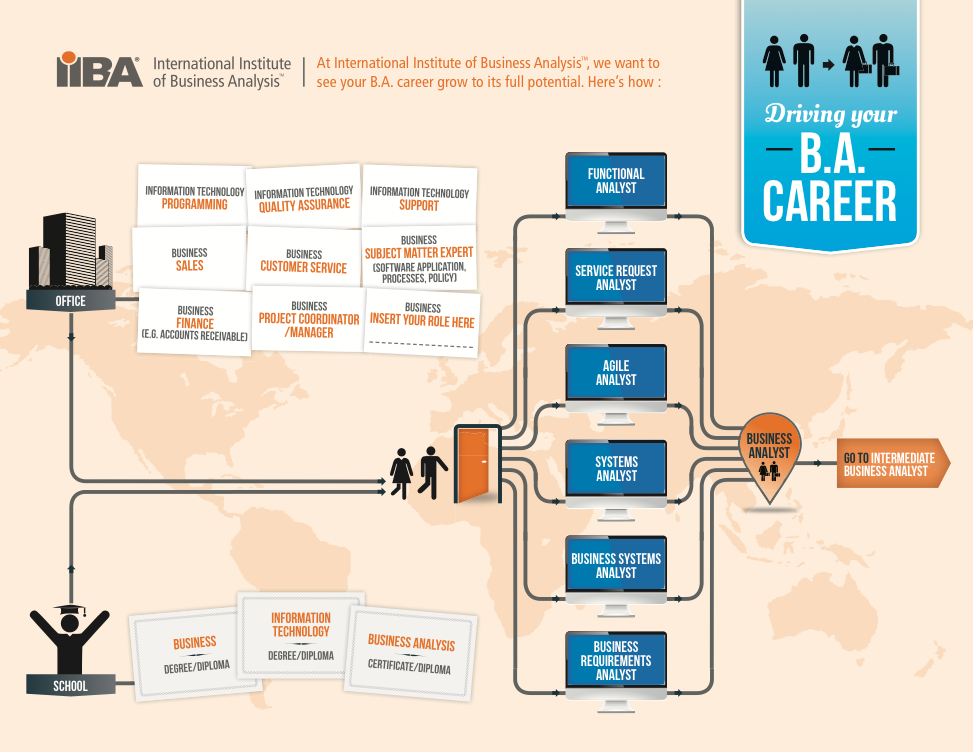 iiBA®
International Institute
of Business Analysis™
At International Institute of Business Analysis™, we want to
see your B.A. career grow to its full potential. Here's how :
Driving your
B.A.
CAREER
INFORMATION TECHNOLOGY
PROGRAMMING
INFORMATION TECHNOLOGY
QUALITY ASSURANCE
INFORMATION TECHNOLOGY
SUPPORT
BUSINESS
SALES
BUSINESS
CUSTOMER SERVICE
BUSINESS
SUBJECT MATTER EXPERT
(SOFTWARE APPLICATION,
PROCESSES, POLICY)
BUSINESS
FINANCE
(E.G. ACCOUNTS RECEIVABLE)
BUSINESS
PROJECT COORDINATOR
/MANAGER
BUSINESS
INSERT YOUR ROLE HERE
OFFICE
FUNCTIONAL
ANALYST
SERVICE REQUEST
ANALYST
AGILE
ANALYST
SYSTEMS
ANALYST
BUSINESS SYSTEMS
ANALYST
BUSINESS
REQUIREMENTS
ANALYST
BUSINESS
ANALYST
GO TO INTERMEDIATE
BUSINESS ANALYST
BUSINESS
DEGREE/DIPLOMA
INFORMATION
TECHNOLOGY
DEGREE/DIPLOMA
BUSINESS ANALYSIS
CERTIFICATE/DIPLOMA
SCHOOL